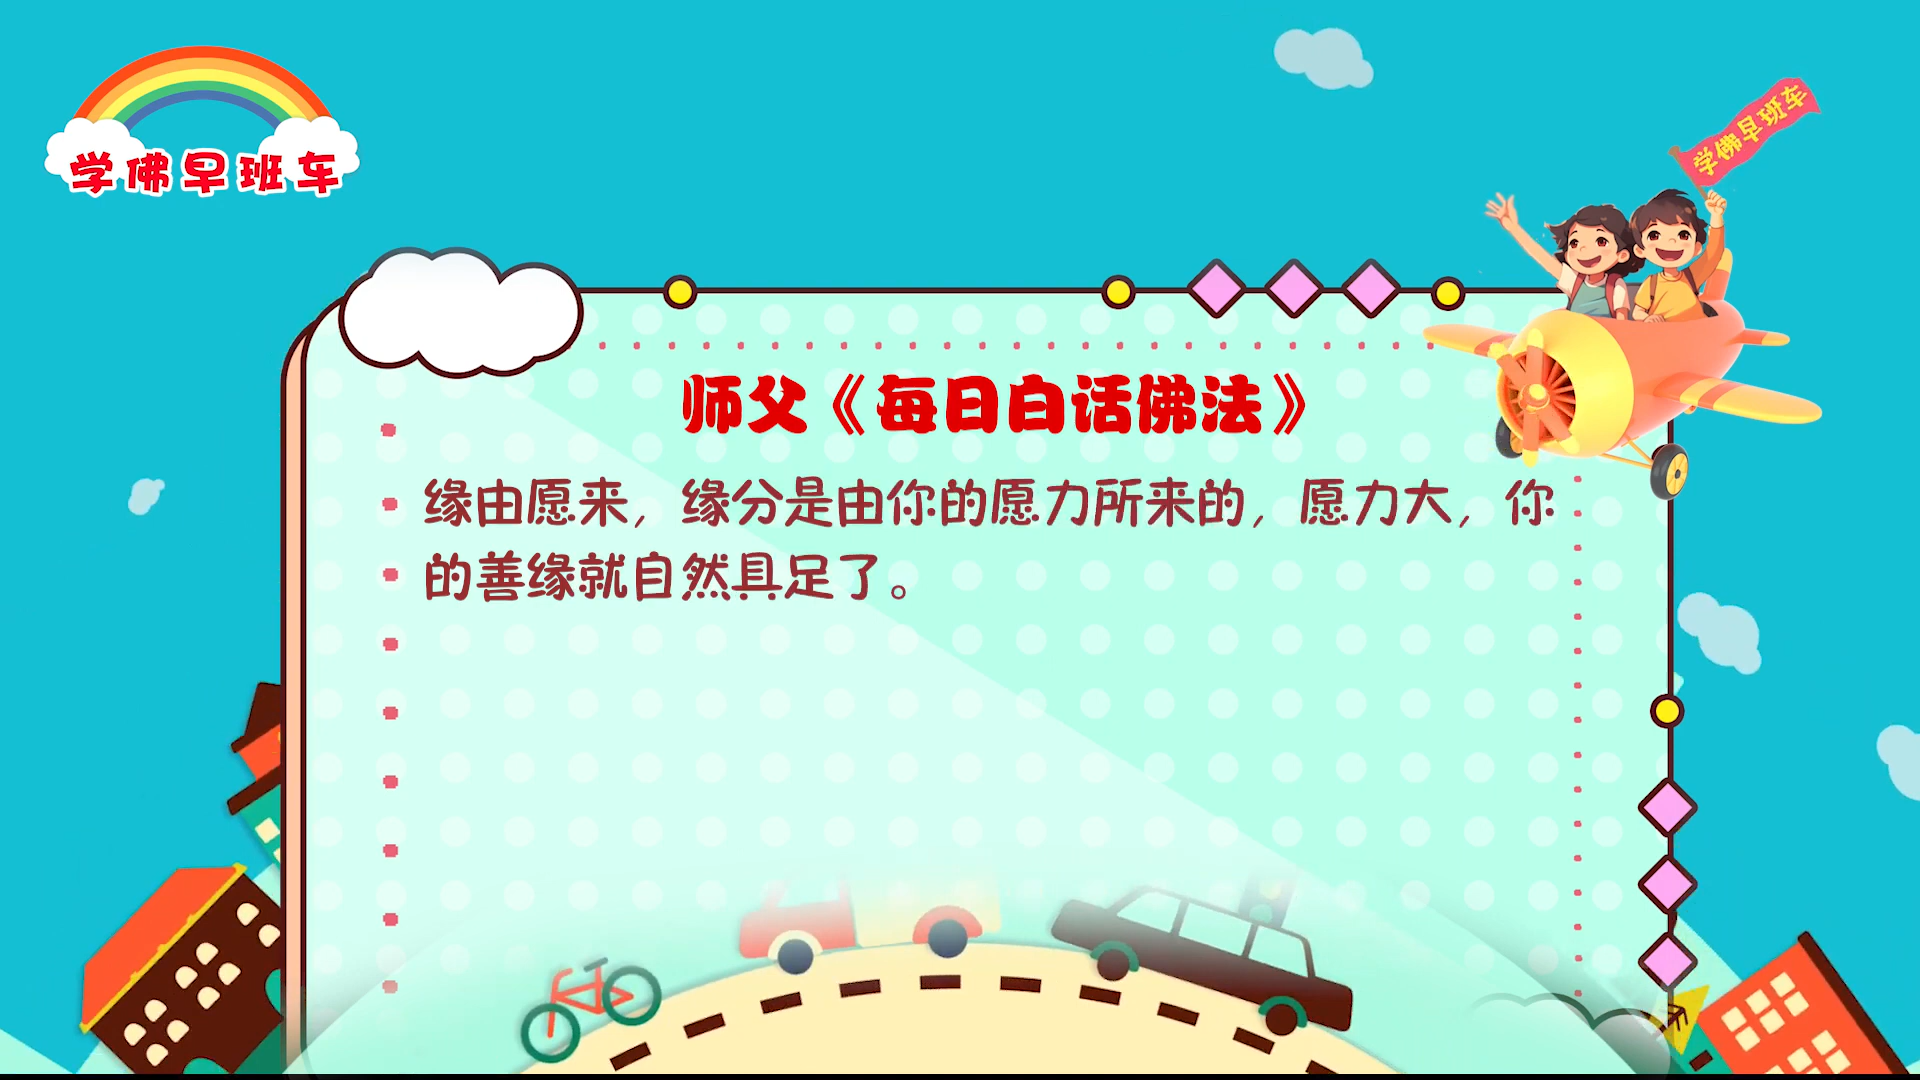 学佛早班车
学佛早班车
师父《每日白话佛法》
缘由愿来，缘分是由你的愿力所来的，愿力大，你
的善缘就自然具足了。